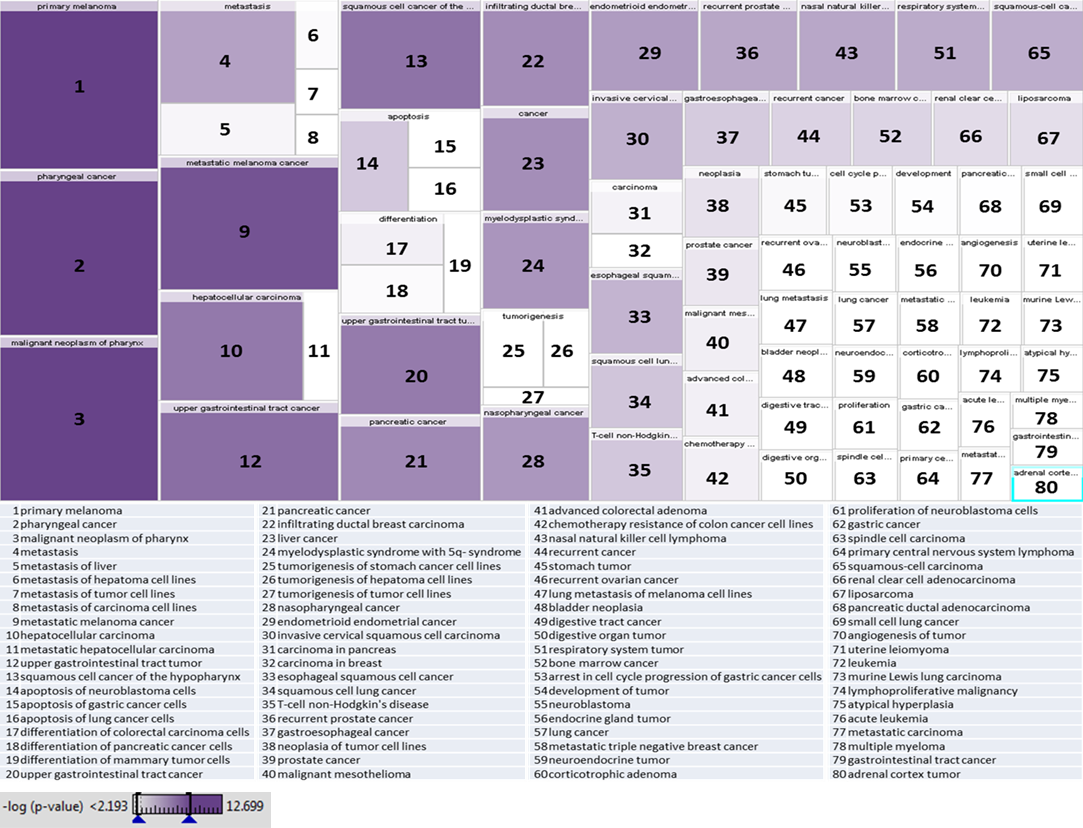 primary melanoma
metastasis
squamous cell cancer of the ...
infiltrating ductal bre...
endometrioid endometr...
recurrent prostate ...
nasal natural killer...
respiratory system...
squamous-cell ca...
1
4
6
7
5
8
13
22
29
36
43
51
65
apoptosis
cancer
invasive cervical...
gastroesophagea...
recurrent cancer
bone marrow c...
renal clear ce...
liposarcoma
14
15
16
23
30
37
44
52
66
67
pharyngeal cancer
metastatic melanoma cancer
carcinoma
neoplasia
stomach tu...
cell cycle p...
development
pancreatic...
small cell ...
2
9
31
32
38
45
53
54
68
69
differentiation
myelodysplastic synd...
prostate cancer
recurrent ova...
neuroblast...
endocrine ...
angiogenesis
uterine le...
17
18
19
24
39
46
55
56
70
71
esophageal squam...
malignant mes...
lung metastasis
lung cancer
metastatic ...
leukemia
murine Lew...
33
40
47
57
58
72
73
malignant neoplasm of pharynx
hepatocellular carcinoma
upper gastrointestinal tract tu...
tumorigenesis
squamous cell lun...
advanced col...
bladder neopl...
neuroendoc...
corticotro...
lymphoproli...
atypical hy...
3
10
11
20
25
26
27
34
41
48
59
60
74
75
upper gastrointestinal tract cancer
pancreatic cancer
nasopharyngeal cancer
T-cell non-Hodgkin...
chemotherapy ...
digestive trac...
proliferation
gastric ca...
acute le...
multiple mye...
12
21
28
35
42
49
61
62
76
78
digestive org...
spindle cel...
primary ce...
metastat...
gastrointestin...
50
63
64
77
79
adrenal corte...
80
1 primary melanoma
2 pharyngeal cancer
3 malignant neoplasm of pharynx
4 metastasis
5 metastasis of liver
6 metastasis of hepatoma cell lines
7 metastasis of tumor cell lines
8 metastasis of carcinoma cell lines
9 metastatic melanoma cancer
10 hepatocellular carcinoma
11 metastatic hepatocellular carcinoma
12 upper gastrointestinal tract tumor
13 squamous cell cancer of the hypopharynx
14 apoptosis of neuroblastoma cells
15 apoptosis of gastric cancer cells
16 apoptosis of lung cancer cells
17 differentiation of colorectal carcinoma cells
18 differentiation of pancreatic cancer cells
19 differentiation of mammary tumor cells
20 upper gastrointestinal tract cancer
21 pancreatic cancer
22 infiltrating ductal breast carcinoma
23 liver cancer
24 myelodysplastic syndrome with 5q- syndrome
25 tumorigenesis of stomach cancer cell lines
26 tumorigenesis of hepatoma cell lines
27 tumorigenesis of tumor cell lines
28 nasopharyngeal cancer
29 endometrioid endometrial cancer
30 invasive cervical squamous cell carcinoma
31 carcinoma in pancreas
32 carcinoma in breast
33 esophageal squamous cell cancer
34 squamous cell lung cancer
35 T-cell non-Hodgkin's disease
36 recurrent prostate cancer
37 gastroesophageal cancer
38 neoplasia of tumor cell lines
39 prostate cancer
40 malignant mesothelioma
41 advanced colorectal adenoma
42 chemotherapy resistance of colon cancer cell lines
43 nasal natural killer cell lymphoma
44 recurrent cancer
45 stomach tumor
46 recurrent ovarian cancer
47 lung metastasis of melanoma cell lines
48 bladder neoplasia
49 digestive tract cancer
50 digestive organ tumor
51 respiratory system tumor
52 bone marrow cancer
53 arrest in cell cycle progression of gastric cancer cells
54 development of tumor
55 neuroblastoma
56 endocrine gland tumor
57 lung cancer
58 metastatic triple negative breast cancer
59 neuroendocrine tumor
60 corticotrophic adenoma
61 proliferation of neuroblastoma cells
62 gastric cancer
63 spindle cell carcinoma
64 primary central nervous system lymphoma
65 squamous-cell carcinoma
66 renal clear cell adenocarcinoma
67 liposarcoma
68 pancreatic ductal adenocarcinoma
69 small cell lung cancer
70 angiogenesis of tumor
71 uterine leiomyoma
72 leukemia
73 murine Lewis lung carcinoma
74 lymphoproliferative malignancy
75 atypical hyperplasia
76 acute leukemia
77 metastatic carcinoma
78 multiple myeloma
79 gastrointestinal tract cancer
80 adrenal cortex tumor
-log (p-value) <2.193 12.699